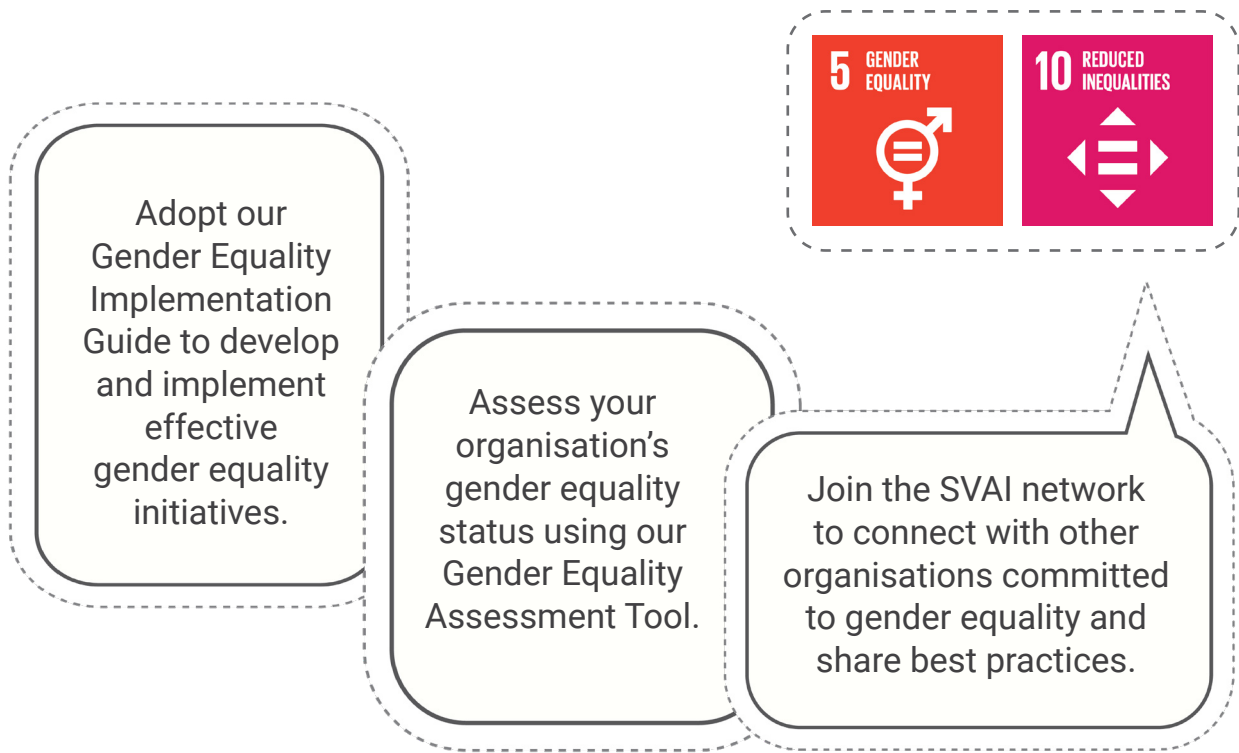 5 GENDER
EQUALITY
10 REDUCED
INEQUALITIES
Adopt our
Gender Equality
Implementation
Guide to develop
and implement
effective
gender equality
initiatives.
Assess your
organisation’s
gender equality
status using our
Gender Equality
Assessment Tool.
Join the SVAI network
to connect with other
organisations committed
to gender equality and
share best practices.